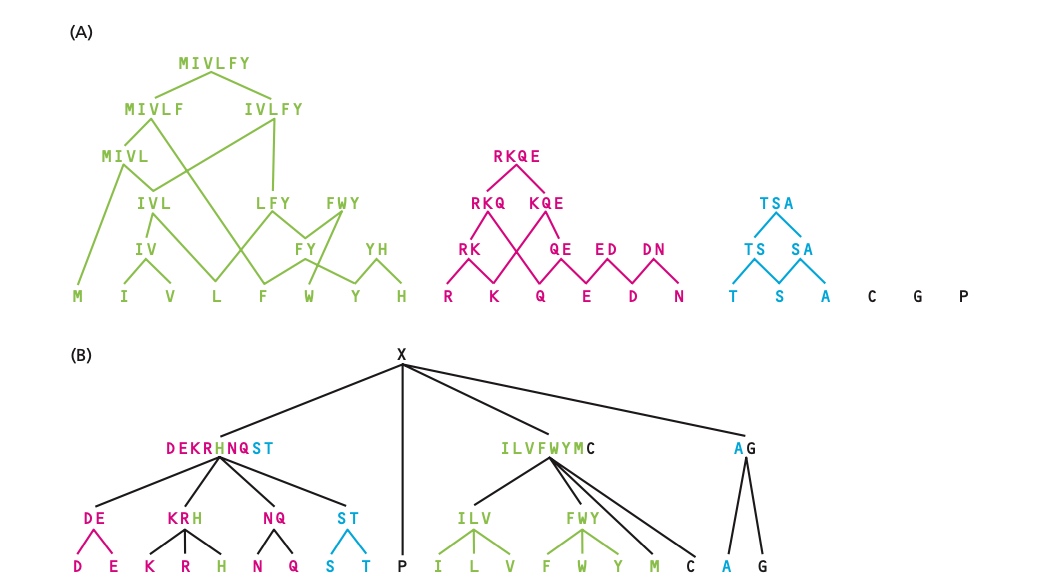 (A)
MIVLFY
MIVLF IVLFY
MIVL RKQE
IVL LFY FWY RKQ KQE TSA
IV FY YH RK QE ED DN TS SA
M I V L F W Y H R K Q E D N T S A C G P
(B) X
DEKRHNQST ILVFWYMC AG
DE KRH NQ ST ILV FWY
D E K R H N Q S T P I L V F W Y M C A G